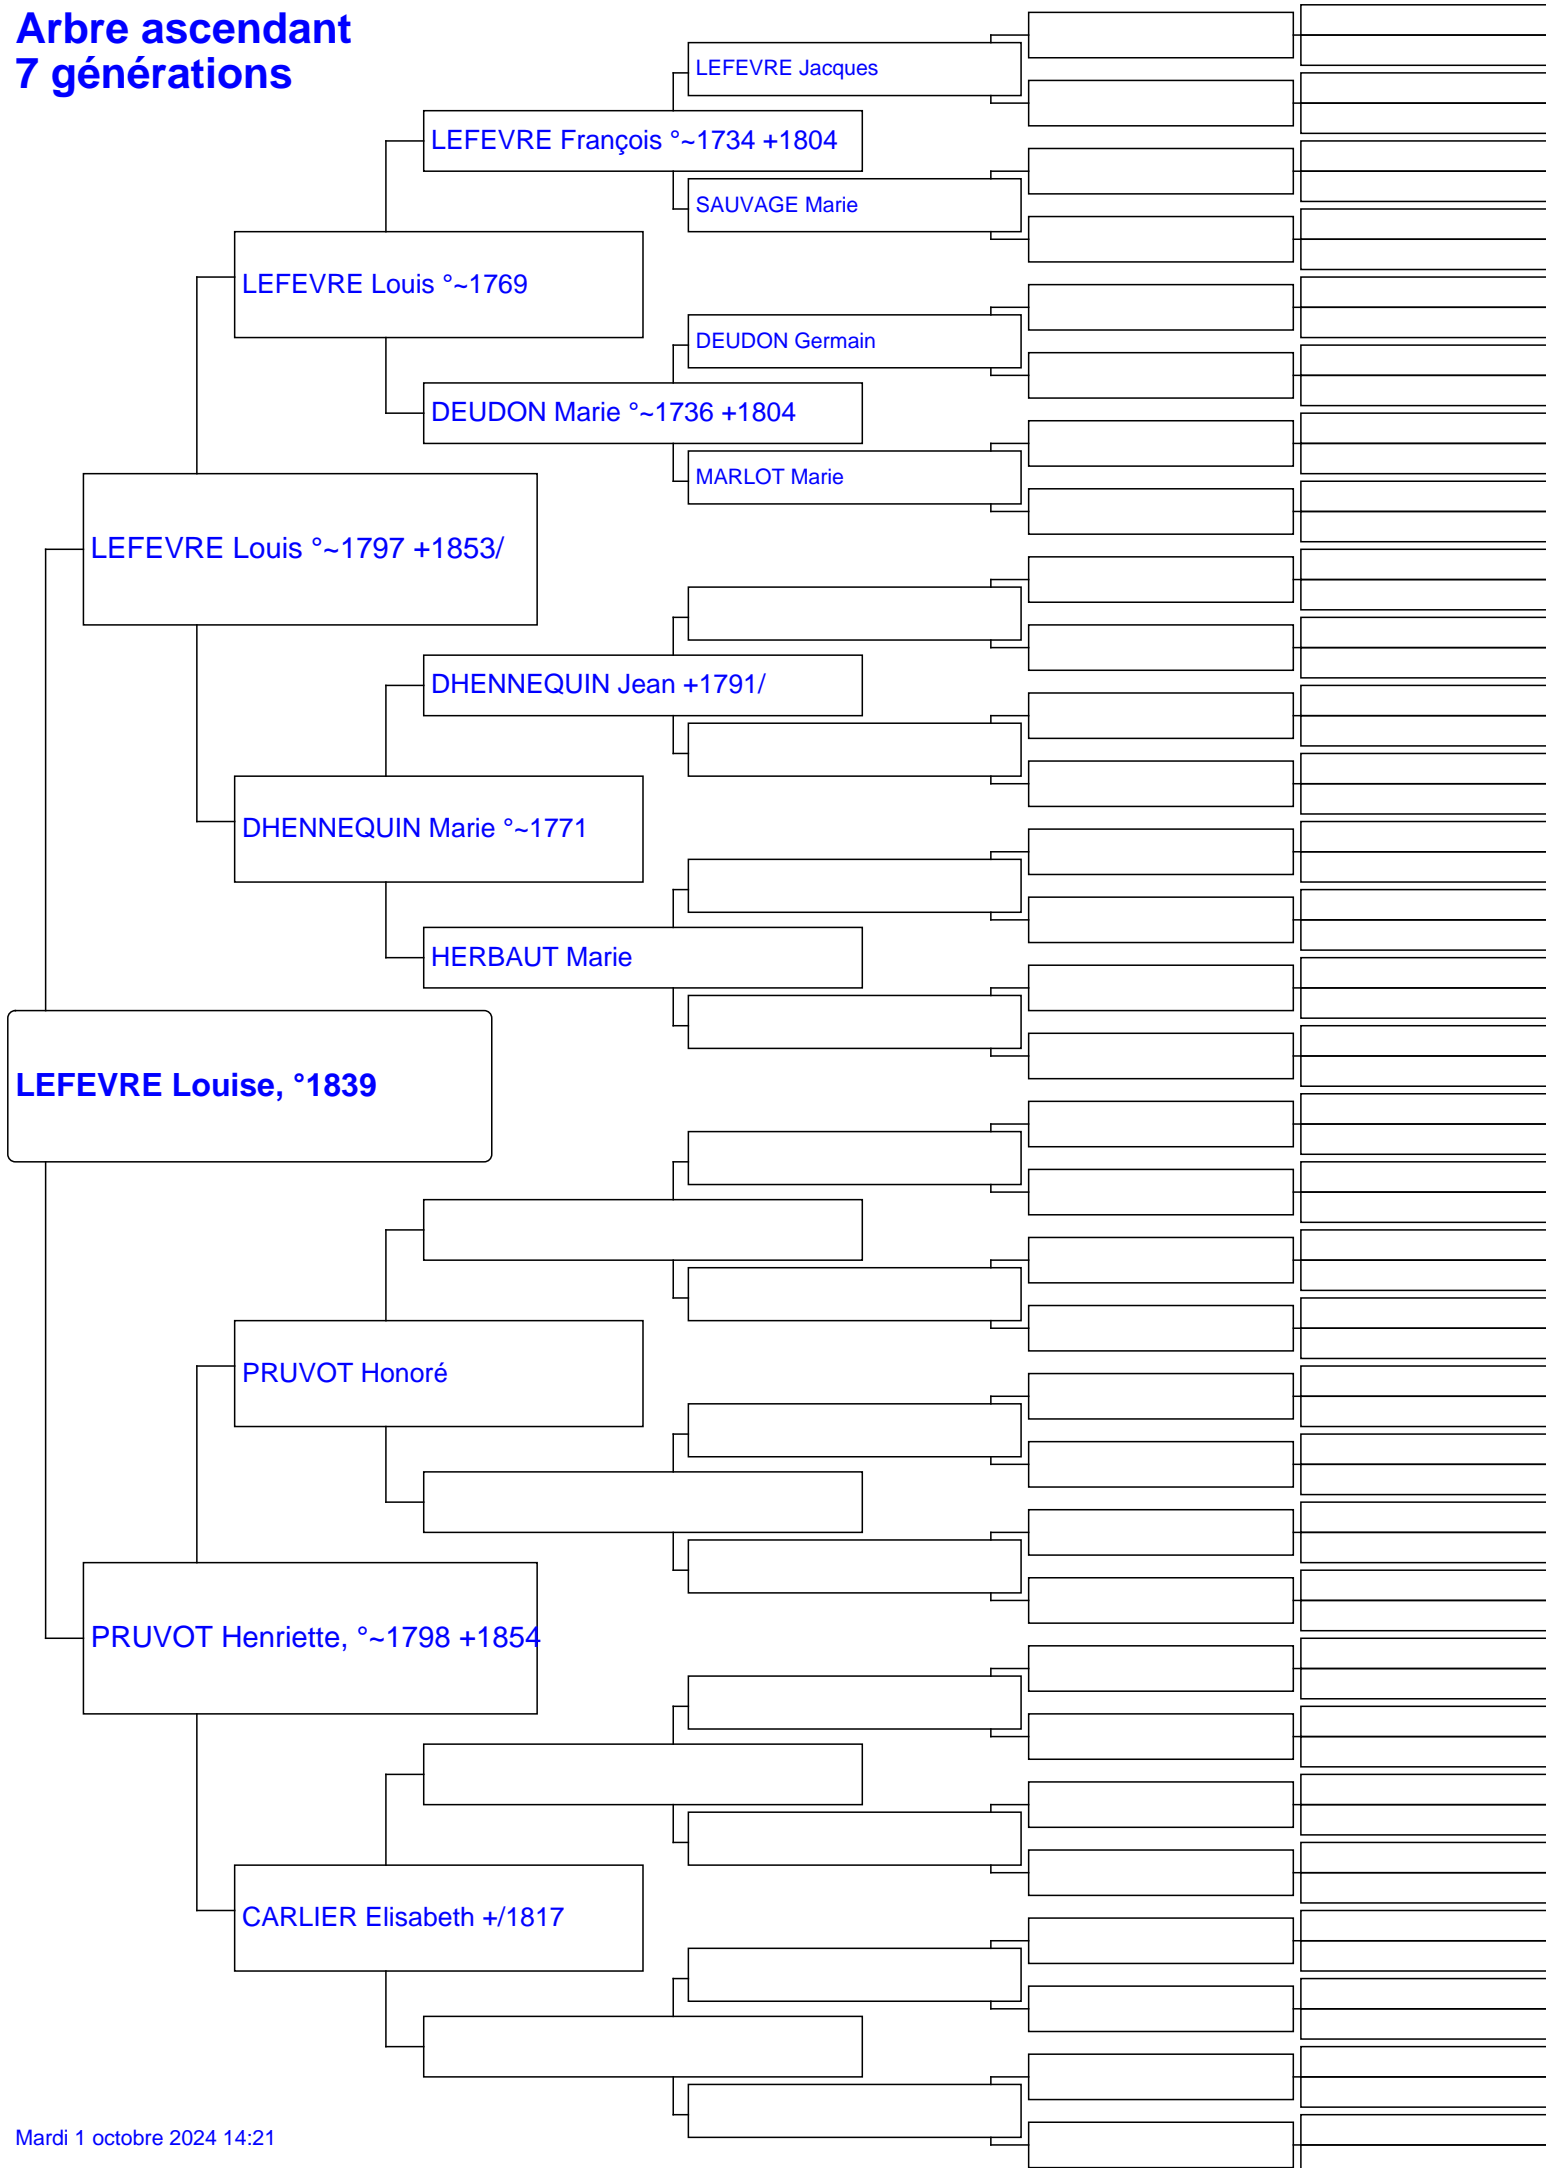 Arbre ascendant
7 générations
LEFEVRE Jacques
LEFEVRE François °~1734 +1804
SAUVAGE Marie
LEFEVRE Louis °~1769
DEUDON Germain
DEUDON Marie °~1736 +1804
MARLOT Marie
LEFEVRE Louis °~1797 +1853/
DHENNEQUIN Jean +1791/
DHENNEQUIN Marie °~1771
HERBAUT Marie
LEFEVRE Louise, °1839
PRUVOT Honoré
PRUVOT Henriette, °~1798 +1854
CARLIER Elisabeth +/1817
Mardi 1 octobre 2024 14:21